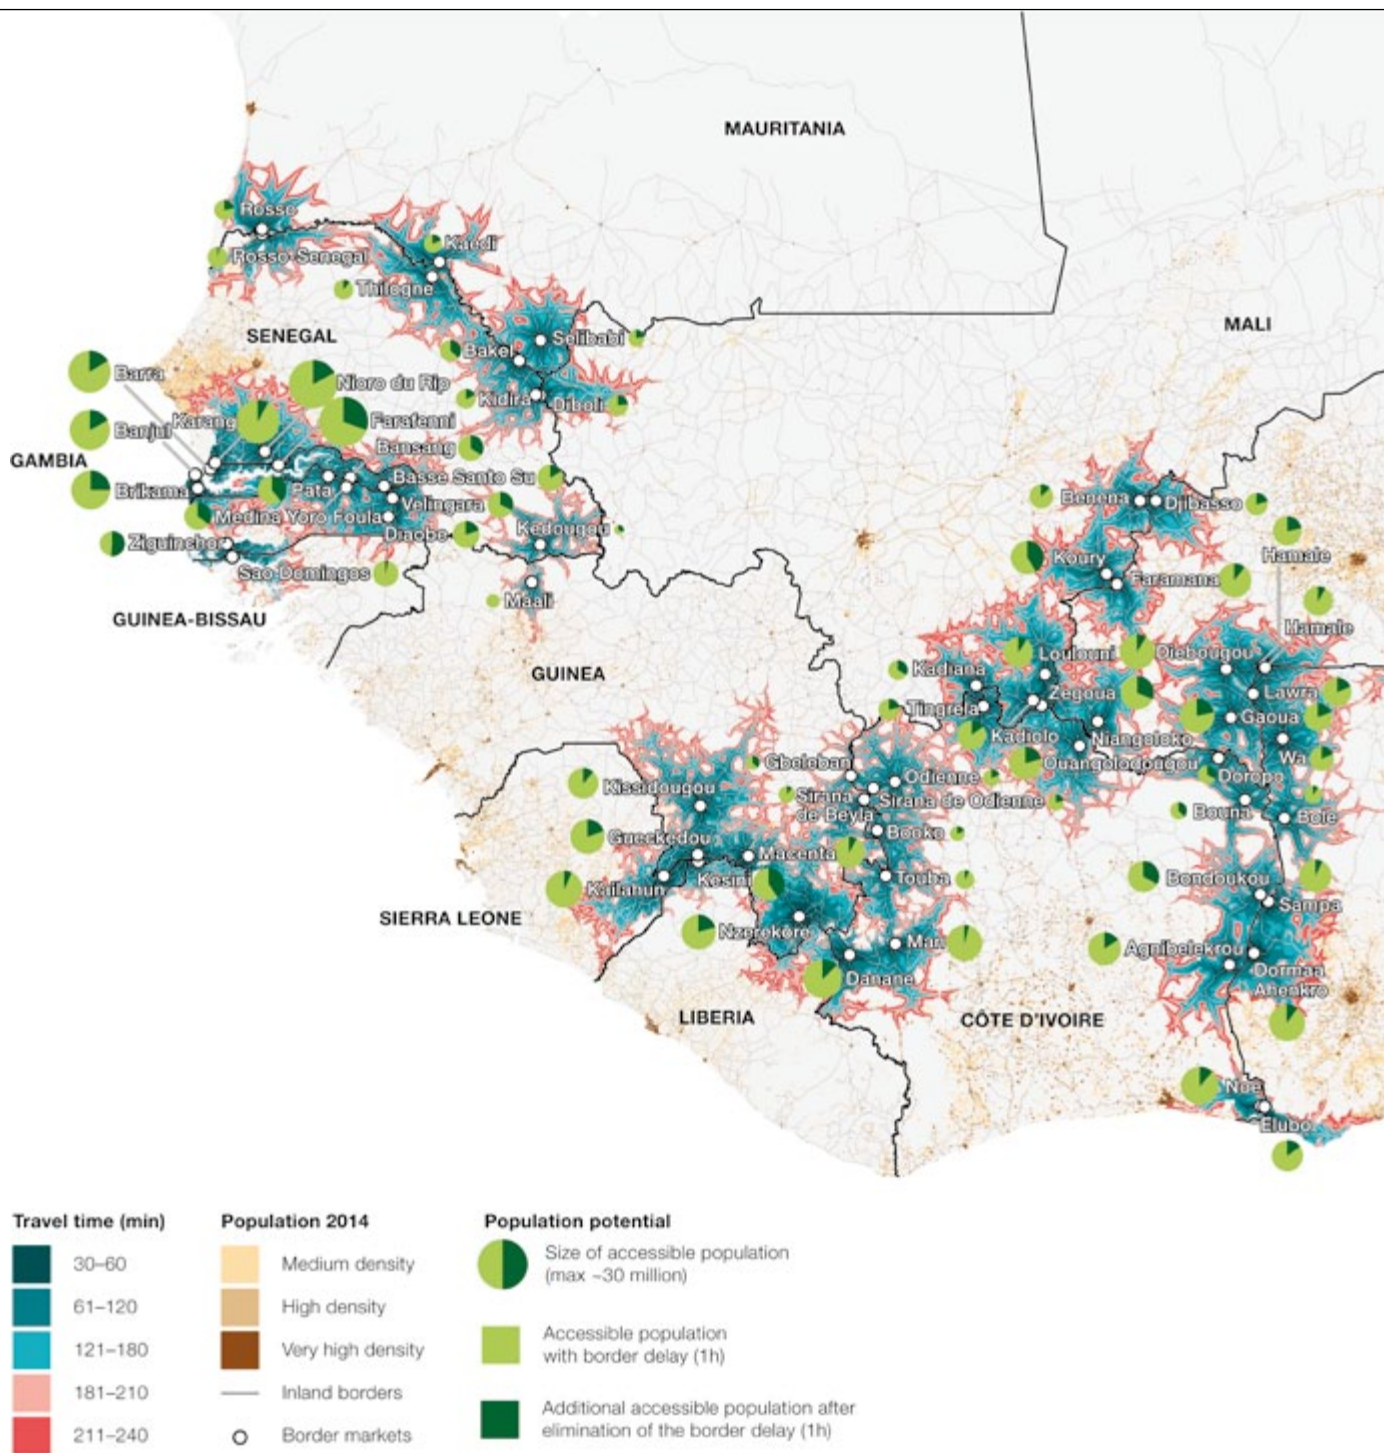 MAURITANIA
Rosso
Kaedi
Rosso-Senegal
Thilogne
SENEGAL
Selibabi
MALI
Bakel
Barra
Nioro du Rip
Kidira
Diboli
Karang
Farafenni
Banjul
Bansang
GAMBIA
Basse Santo Su
Brikama
Pata
Velingara
Benena
Djibasso
Medina Yoro Foula
Diaobe
Kedougou
Ziguinchor
Hamale
Koury
Sao Domingos
Faramana
Maali
GUINEA-BISSAU
Hamale
Loulouni
Diebougou
GUINEA
Kadiana
Zegoua
Lawra
Tingrela
Gaoua
Kadiolo
Niangoloko
Gbeleban
Ouangolodougou
Wa
Kissidougou
Odienne
Doropo
Sirana
de Beyla
Sirana de Odienne
Bouna
Bole
Gueckedou
Booko
Macenta
Kailahun
Kesini
Touba
Bondoukou
SIERRA LEONE
Sampa
Nzerekore
Man
Agnibelekrou
Danane
Dormaa
Ahenkro
LIBERIA
CÔTE D'IVOIRE
Noe
Elubo
Travel time (min)
30–60
61–120
121–180
181–210
211–240
Population 2014
Medium density
High density
Very high density
Inland borders
Border markets
Population potential
Size of accessible population
(max ~30 million)
Accessible population
with border delay (1h)
Additional accessible population after
elimination of the border delay (1h)